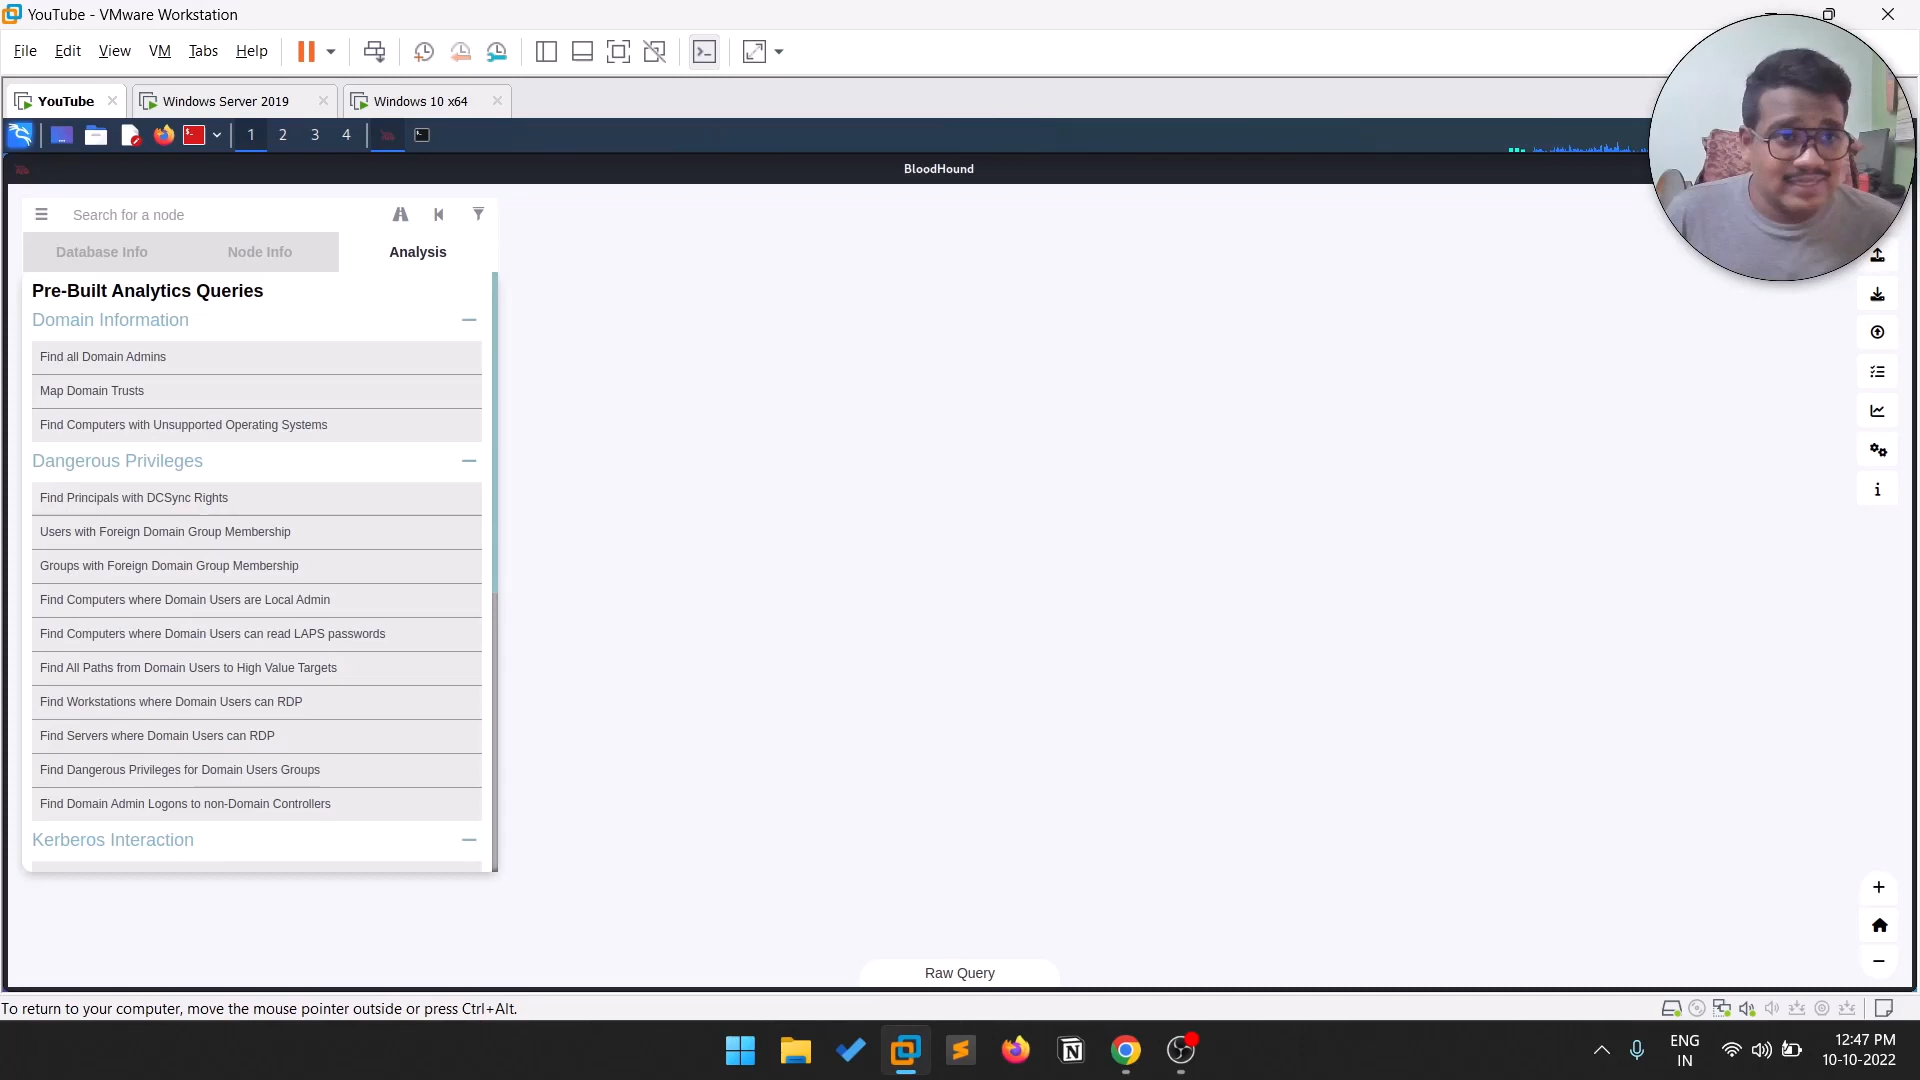 YouTube - VMware Workstation
File Edit View VM Tabs Help
YouTube Windows Server 2019 Windows 10 x64
1 2 3 4
BloodHound
Search for a node
Database Info Node Info Analysis
Pre-Built Analytics Queries
Domain Information
Find all Domain Admins
Map Domain Trusts
Find Computers with Unsupported Operating Systems
Dangerous Privileges
Find Principals with DCSync Rights
Users with Foreign Domain Group Membership
Groups with Foreign Domain Group Membership
Find Computers where Domain Users are Local Admin
Find Computers where Domain Users can read LAPS passwords
Find All Paths from Domain Users to High Value Targets
Find Workstations where Domain Users can RDP
Find Servers where Domain Users can RDP
Find Dangerous Privileges for Domain Users Groups
Find Domain Admin Logons to non-Domain Controllers
Kerberos Interaction
Raw Query
To return to your computer, move the mouse pointer outside or press Ctrl+Alt.
ENG
IN
12:47 PM
10-10-2022